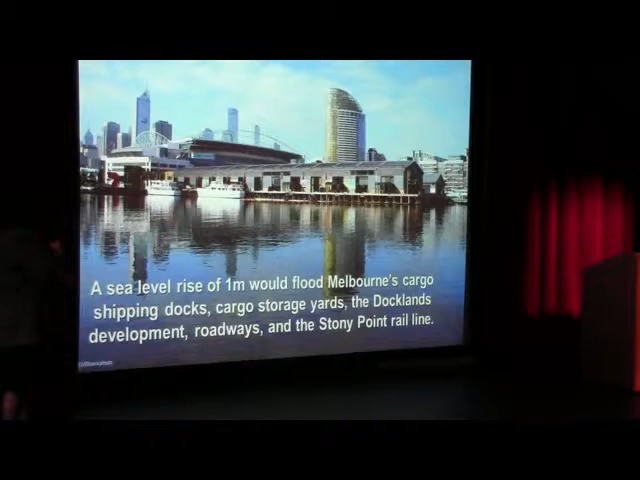 A sea level rise of 1m would flood Melbourne's cargo
shipping docks, cargo storage yards, the Docklands
development, roadways, and the Stony Point rail line.